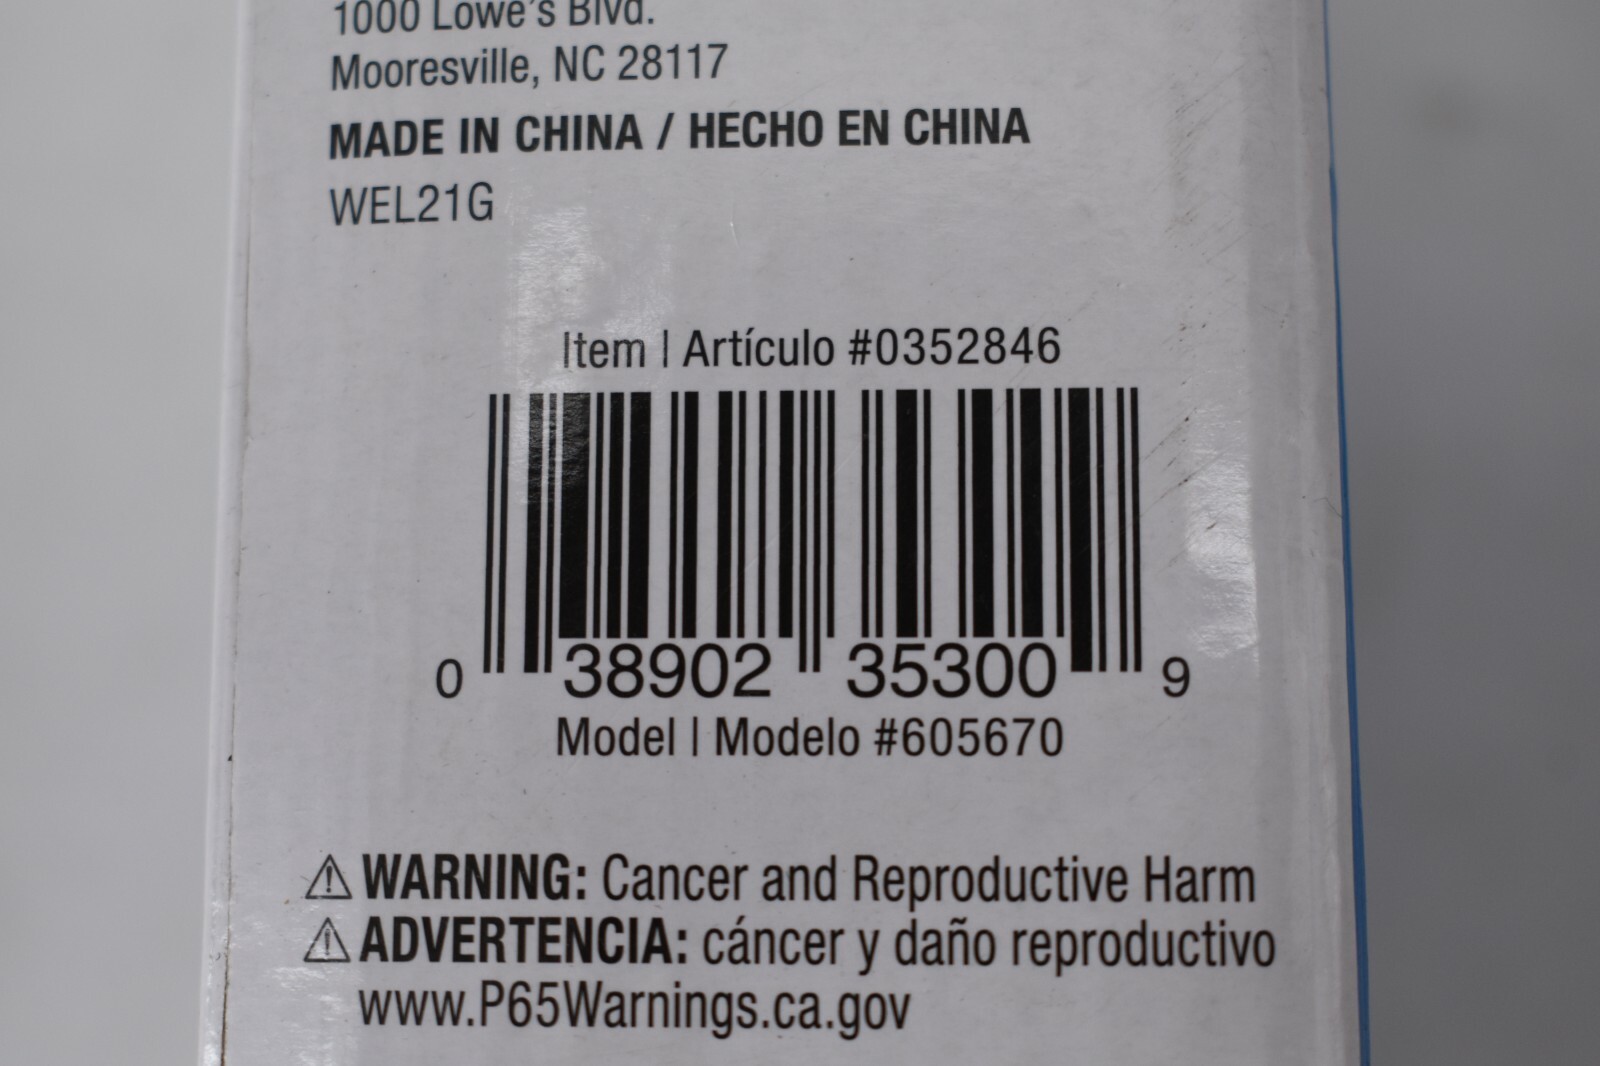 1000 Lowe's Blvd.
Mooresville, NC 28117
MADE IN CHINA / HECHO EN CHINA
WEL21G
Item | Artículo #0352846
0 38902 35300 9
Model | Modelo #605670
⚠ WARNING: Cancer and Reproductive Harm
⚠ ADVERTENCIA: cáncer y daño reproductivo
www.P65Warnings.ca.gov